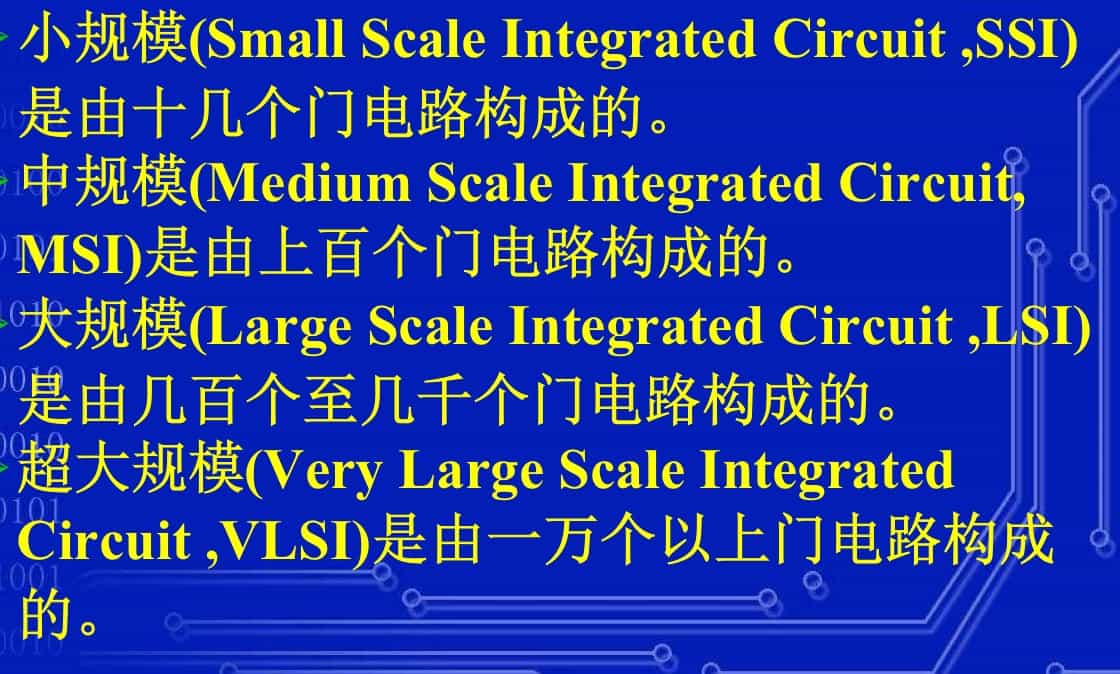 小规模(Small Scale Integrated Circuit ,SSI)
是由十几个门电路构成的。
中规模(Medium Scale Integrated Circuit,
MSI)是由上百个门电路构成的。
大规模(Large Scale Integrated Circuit ,LSI)
是由几百个至几千个门电路构成的。
超大规模(Very Large Scale Integrated
Circuit ,VLSI)是由一万个以上门电路构成
的。